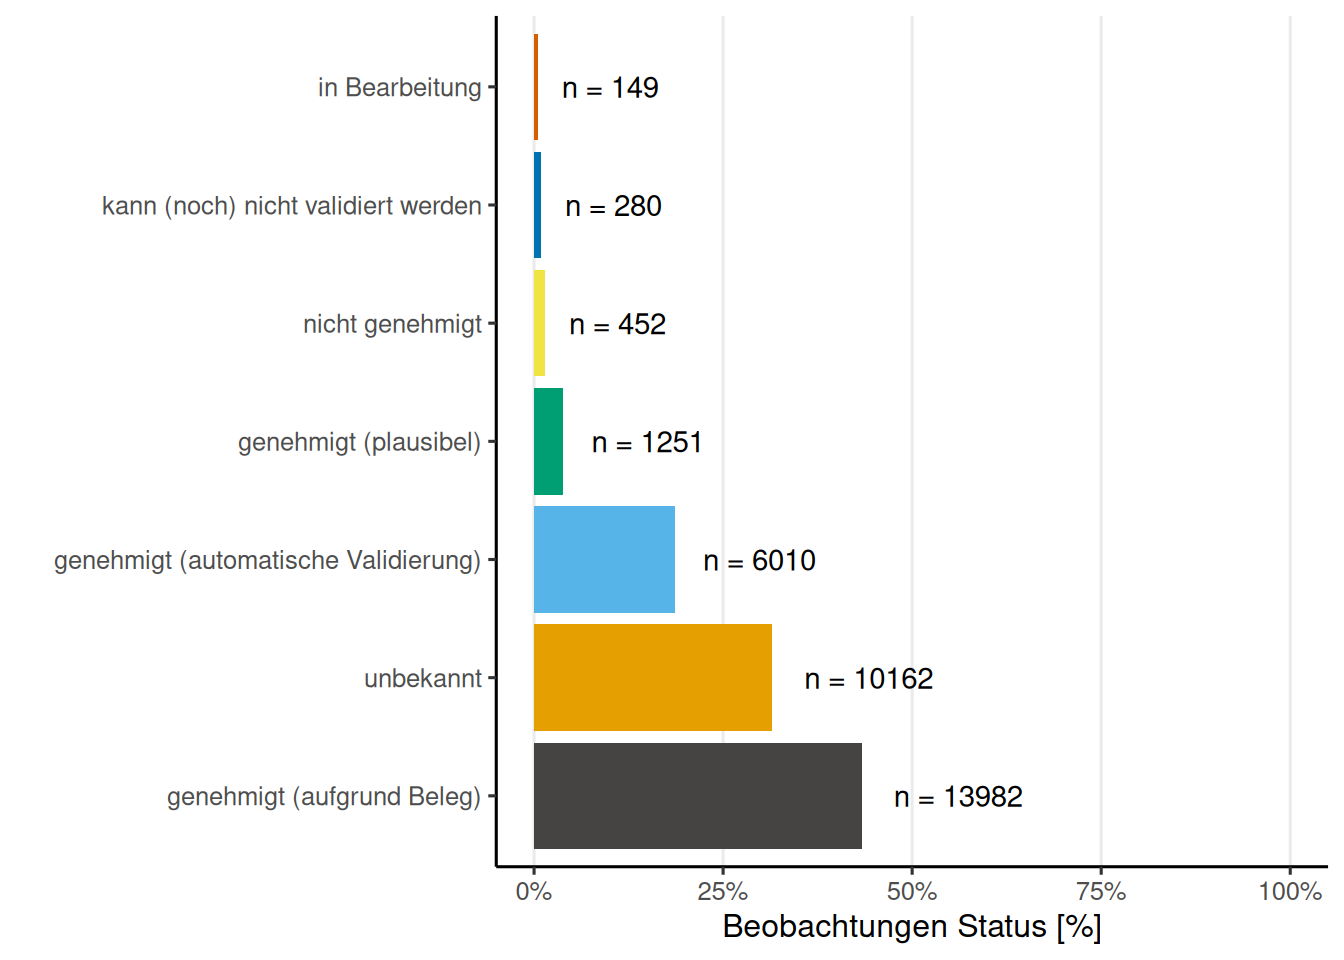 in Bearbeitung
n = 149
kann (noch) nicht validiert werden
n = 280
nicht genehmigt
n = 452
genehmigt (plausibel)
n = 1251
genehmigt (automatische Validierung)
n = 6010
unbekannt
n = 10162
genehmigt (aufgrund Beleg)
n = 13982
0% 25% 50% 75% 100%
Beobachtungen Status [%]